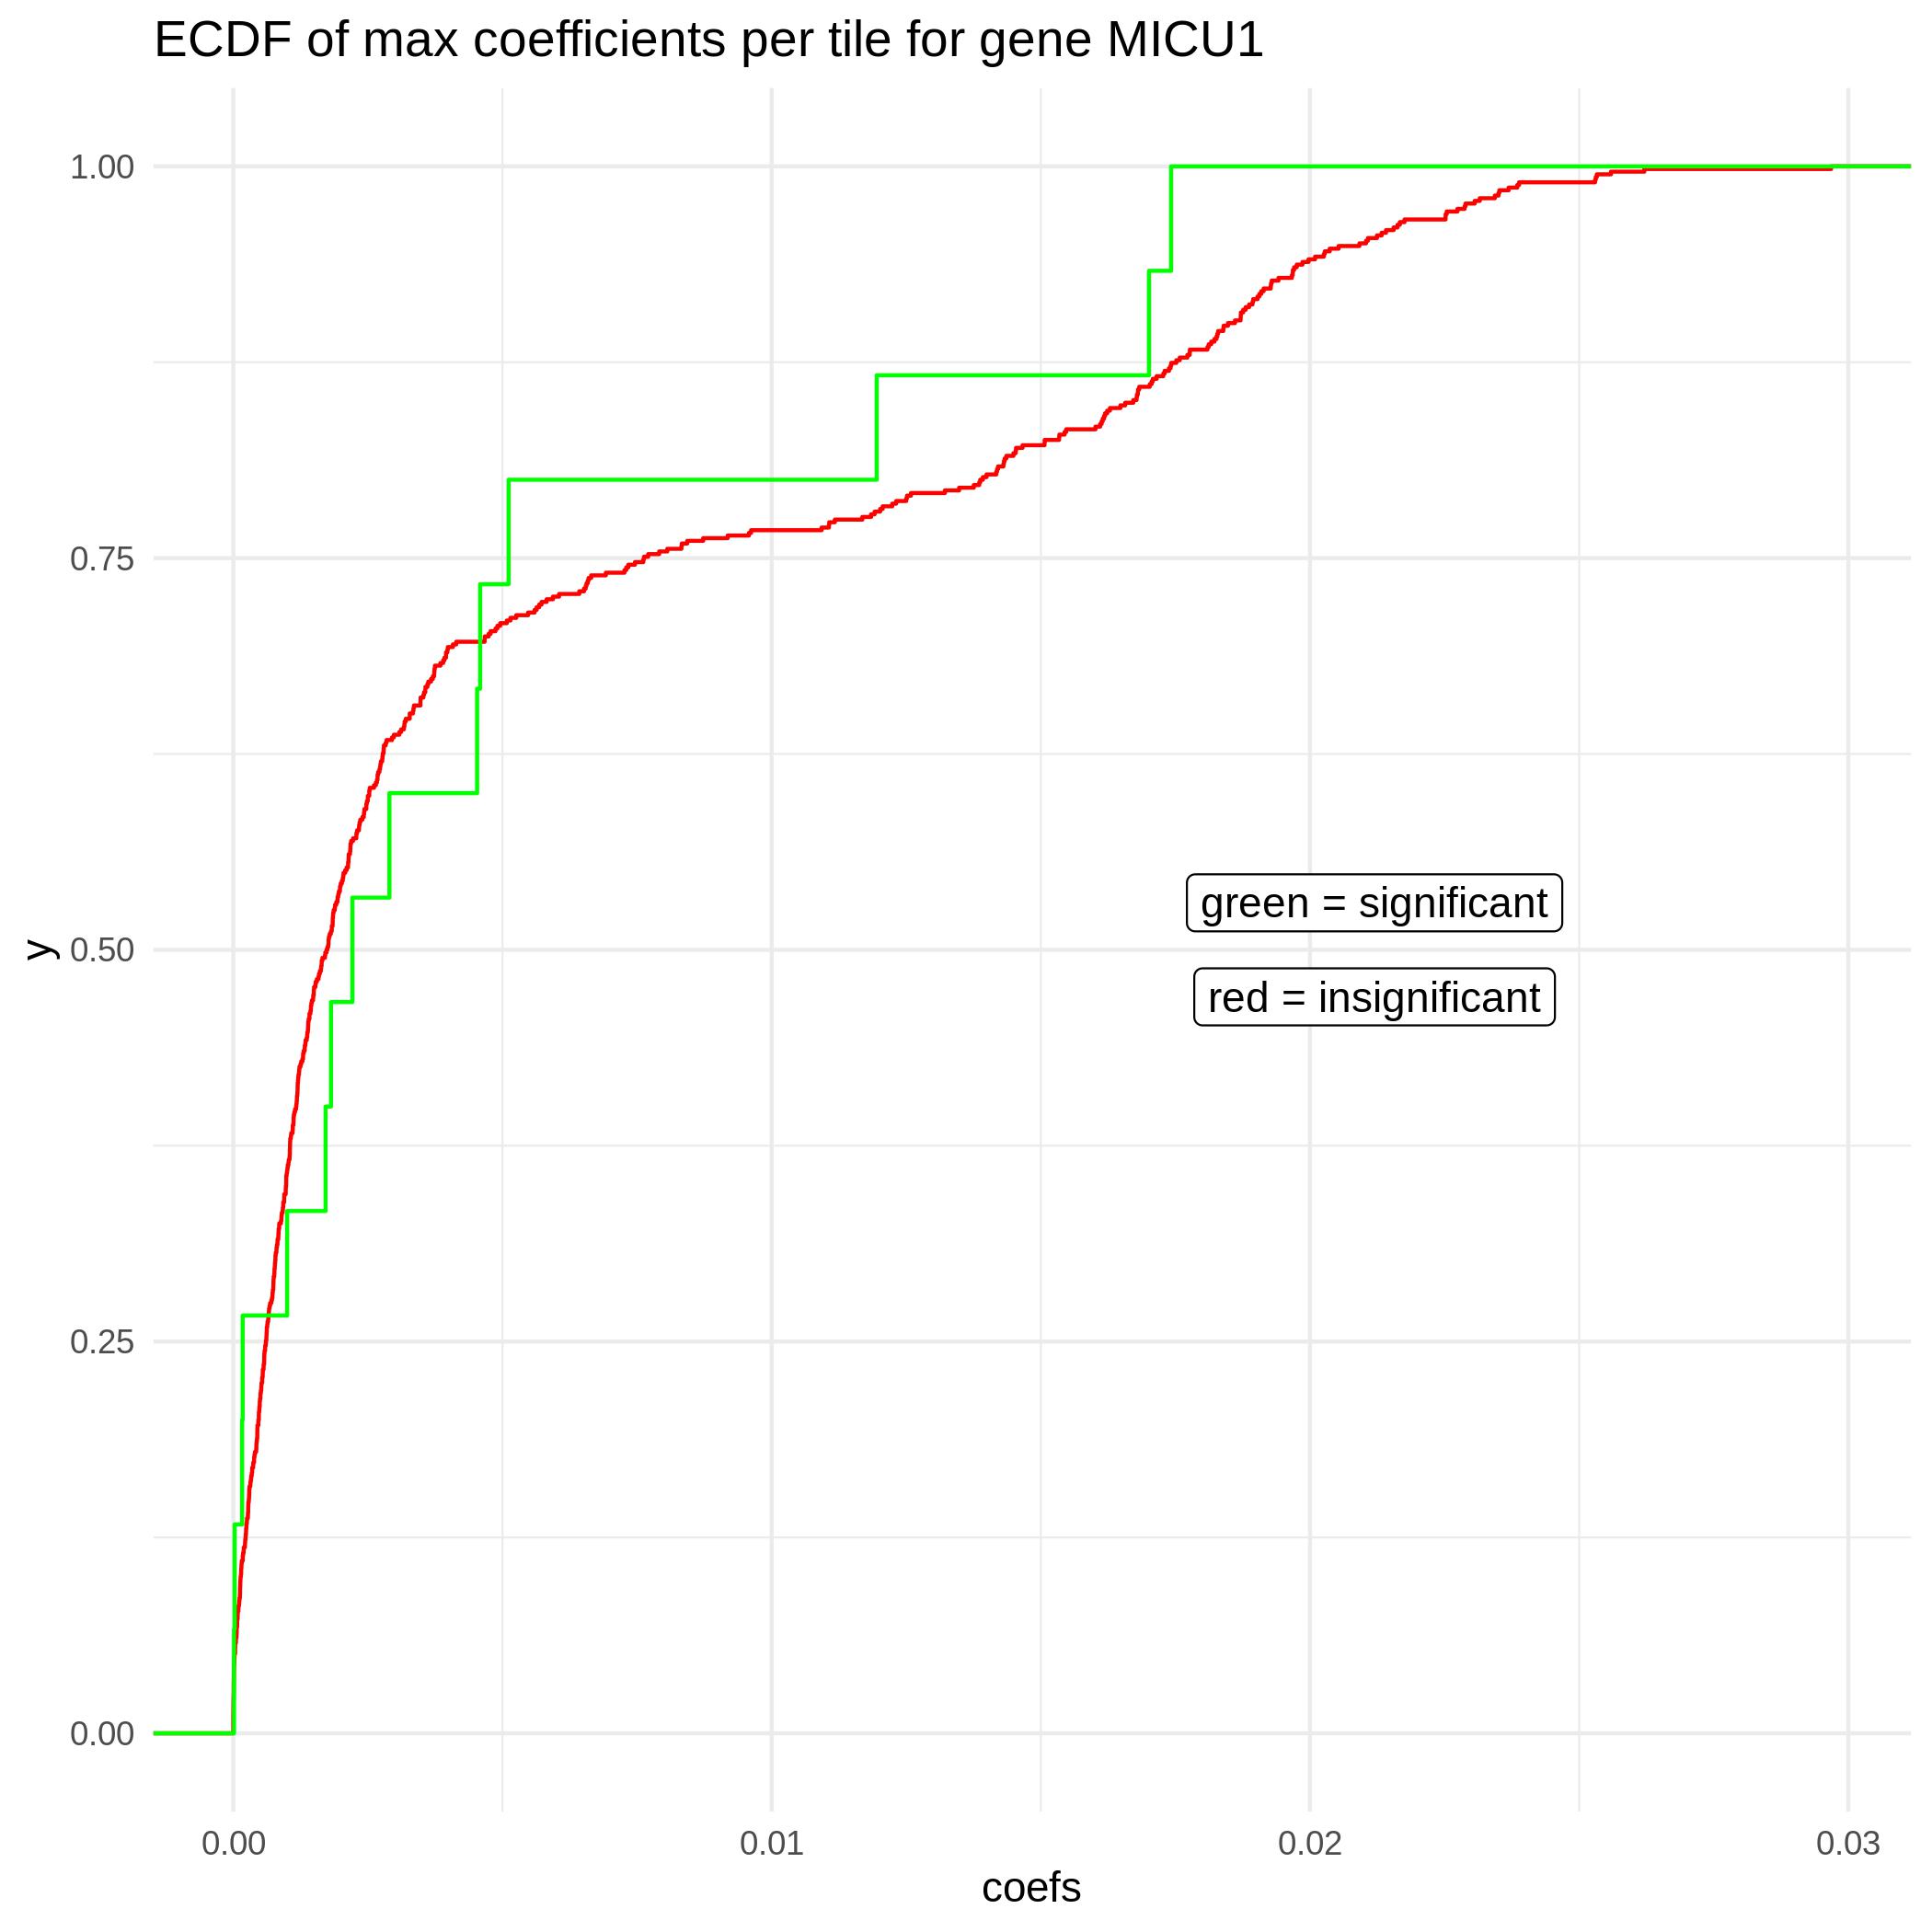 ECDF of max coefficients per tile for gene MICU1
1.00
0.75
0.50
0.25
0.00
y
green = significant
red = insignificant
0.00 0.01 0.02 0.03
coefs